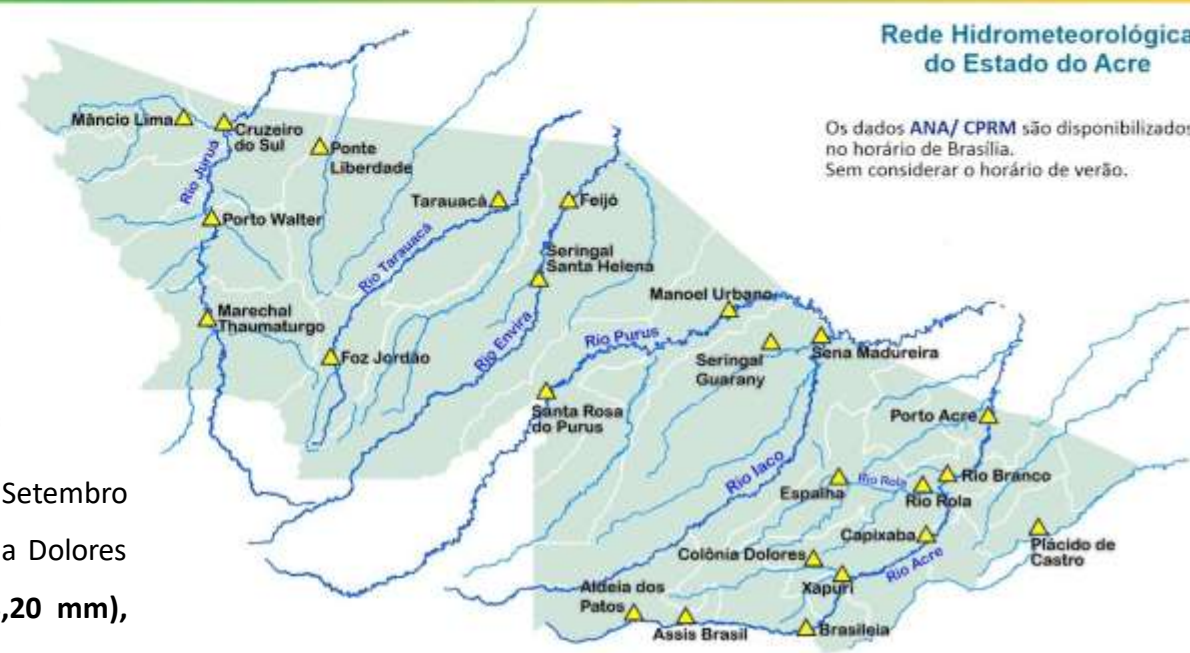 Rede Hidrometeorológica
do Estado do Acre
Os dados ANA/ CPRM são disponibilizados
no horário de Brasília.
Sem considerar o horário de verão.
Mâncio Lima
Cruzeiro
do Sul
Ponte
Liberdade
Rio Juruá
Tarauacá
Feijó
Porto Walter
Rio Tarauacá
Seringal
Santa Helena
Manoel Urbano
Marechal
Thaumaturgo
Rio Envira
Rio Purus
Foz Jordão
Seringal
Guarany
Sena Madureira
Santa Rosa
do Purus
Porto Acre
Rio Iaco
Espalha
Rio Rola
Rio Branco
Rio Rola
Setembro
Capixaba
Plácido de
Castro
a Dolores
Colônia Dolores
Rio Acre
Xapuri
Aldeia dos
Patos
,20 mm),
Assis Brasil
Brasileia